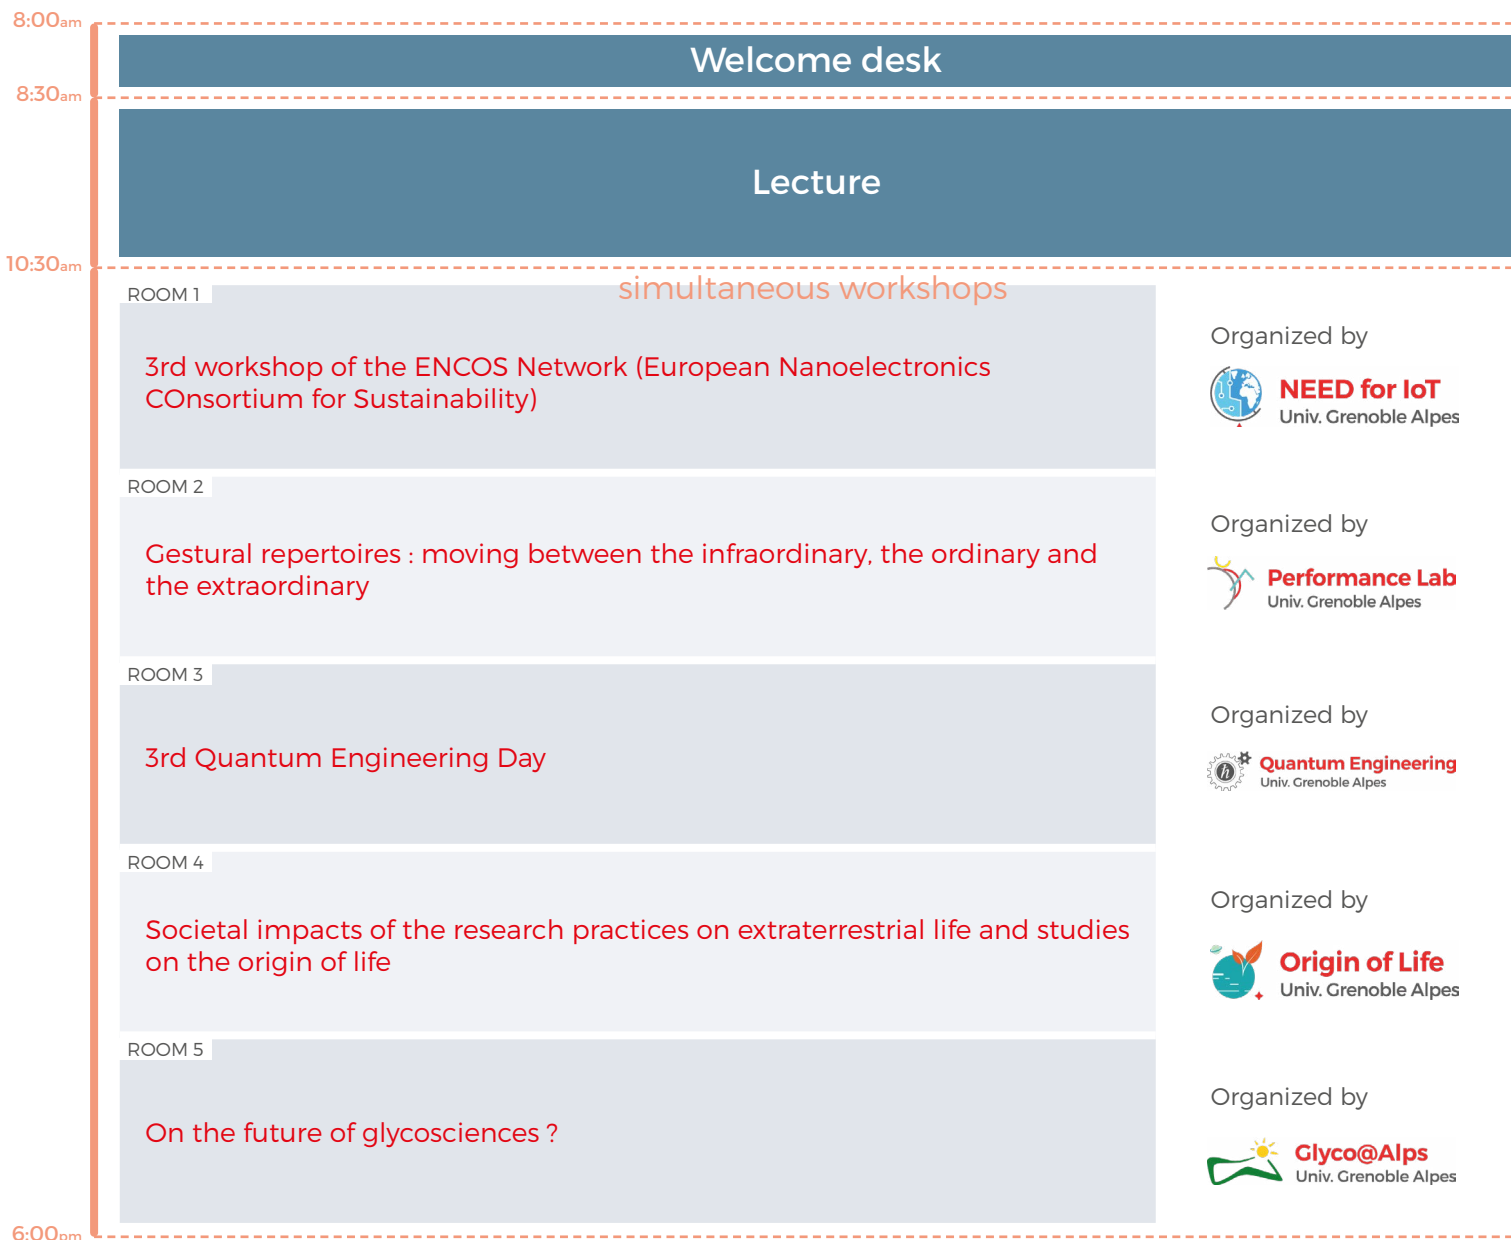 8:00am
Welcome desk
8:30am
Lecture
10:30am
simultaneous workshops
ROOM 1
3rd workshop of the ENCOS Network (European Nanoelectronics
COnsortium for Sustainability)
Organized by
NEED for IoT
Univ. Grenoble Alpes
ROOM 2
Gestural repertoires : moving between the infraordinary, the ordinary and
the extraordinary
Organized by
Performance Lab
Univ. Grenoble Alpes
ROOM 3
3rd Quantum Engineering Day
Organized by
ħ
Quantum Engineering
Univ. Grenoble Alpes
ROOM 4
Societal impacts of the research practices on extraterrestrial life and studies
on the origin of life
Organized by
Origin of Life
Univ. Grenoble Alpes
ROOM 5
On the future of glycosciences ?
Organized by
Glyco@Alps
Univ. Grenoble Alpes
6:00pm